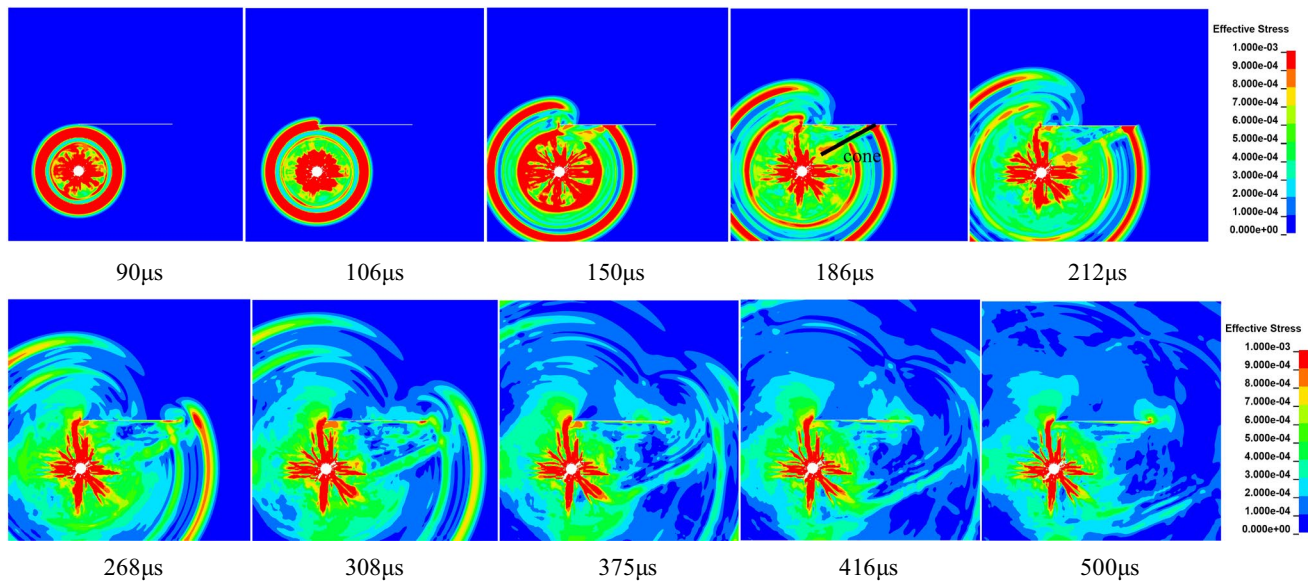 Effective Stress
1.000e-03
9.000e-04
8.000e-04
7.000e-04
6.000e-04
5.000e-04
4.000e-04
3.000e-04
2.000e-04
1.000e-04
0.000e+00
cone
90μs
106μs
150μs
186μs
212μs
Effective Stress
1.000e-03
9.000e-04
8.000e-04
7.000e-04
6.000e-04
5.000e-04
4.000e-04
3.000e-04
2.000e-04
1.000e-04
0.000e+00
268μs
308μs
375μs
416μs
500μs